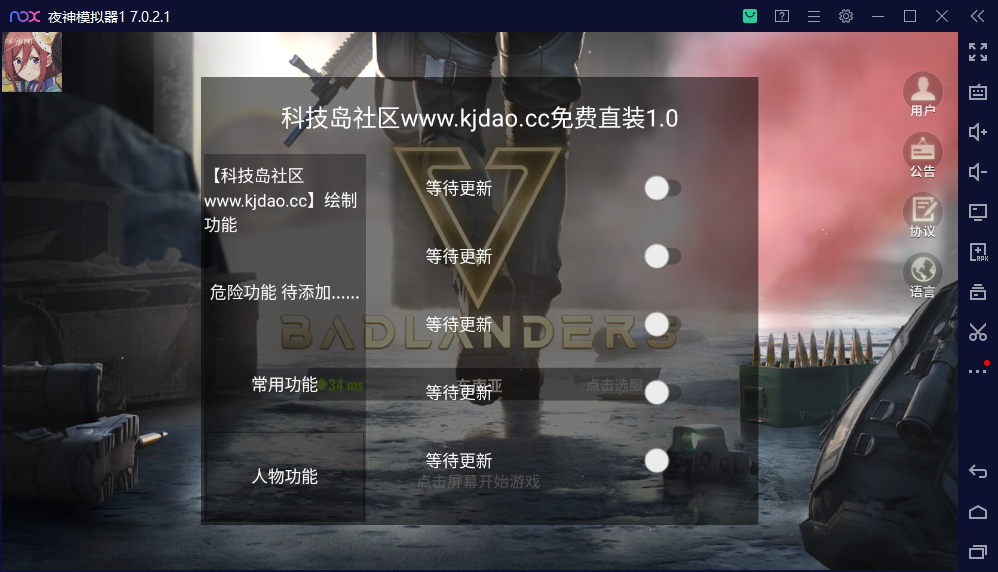 nox 夜神模拟器1 7.0.2.1
科技岛社区www.kjdao.cc免费直装1.0
【科技岛社区
www.kjdao.cc】绘制
功能
危险功能 待添加......
常用功能
人物功能
等待更新
等待更新
等待更新
等待更新
等待更新
BADLANDERS
34 ms
东南亚
点击选服
点击屏幕开始游戏
用户
公告
协议
语言
APK